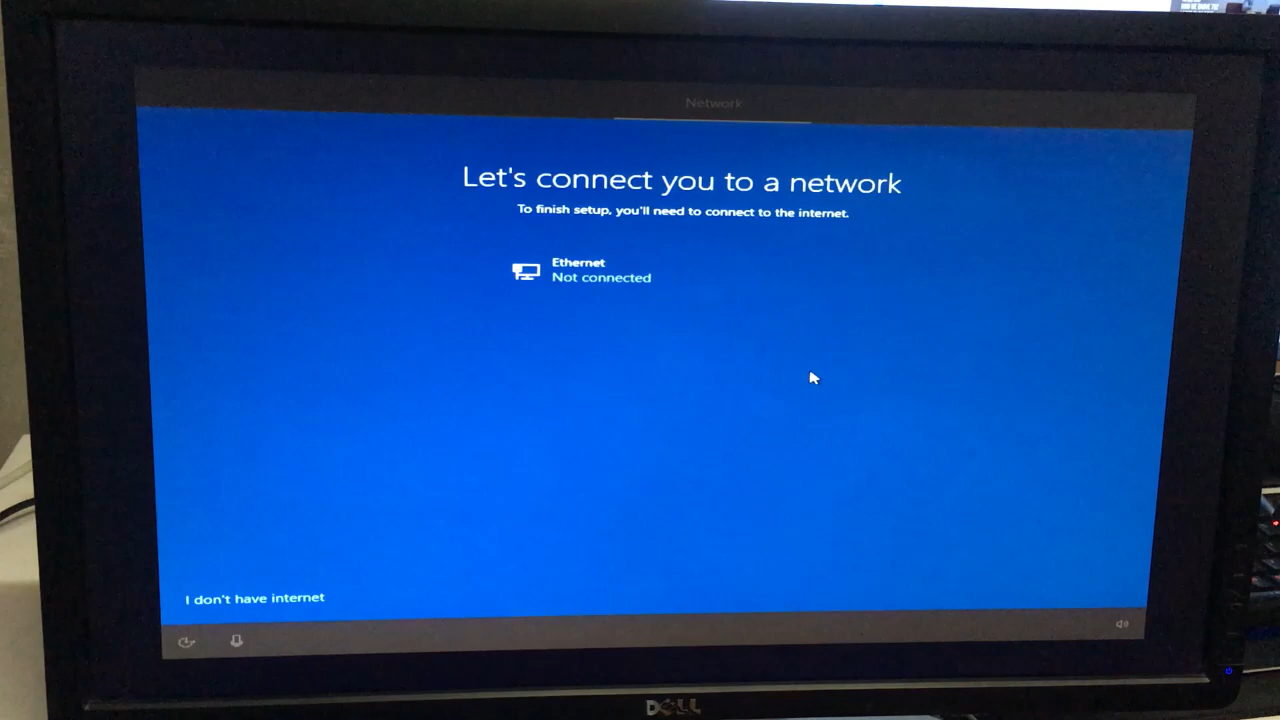 Network
Let's connect you to a network
To finish setup, you'll need to connect to the internet.
Ethernet
Not connected
I don't have internet
DELL